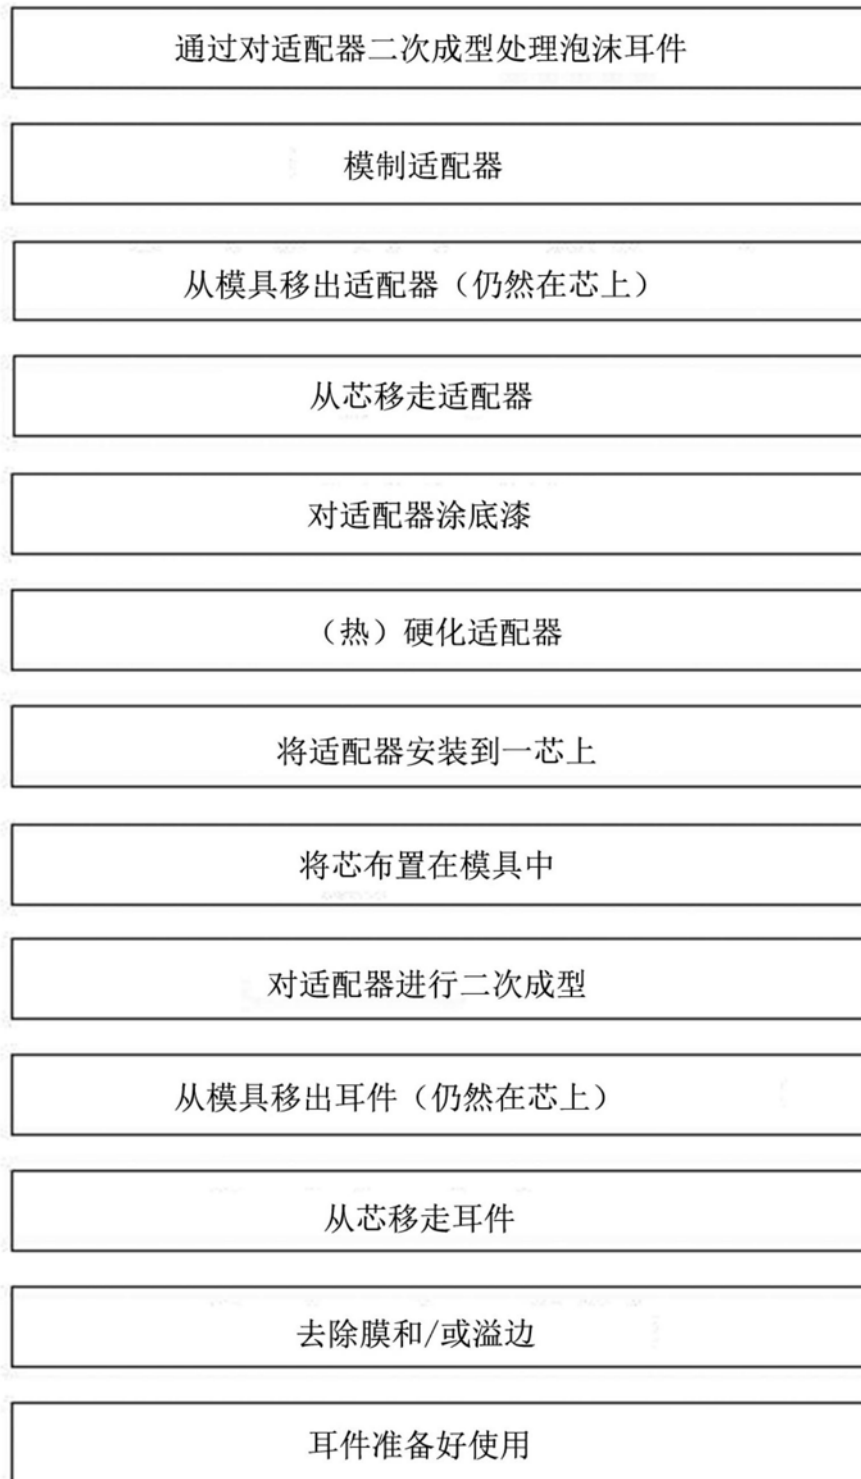 通过对适配器二次成型处理泡沫耳件
模制适配器
从模具移出适配器（仍然在芯上）
从芯移走适配器
对适配器涂底漆
（热）硬化适配器
将适配器安装到一芯上
将芯布置在模具中
对适配器进行二次成型
从模具移出耳件（仍然在芯上）
从芯移走耳件
去除膜和/或溢边
耳件准备好使用